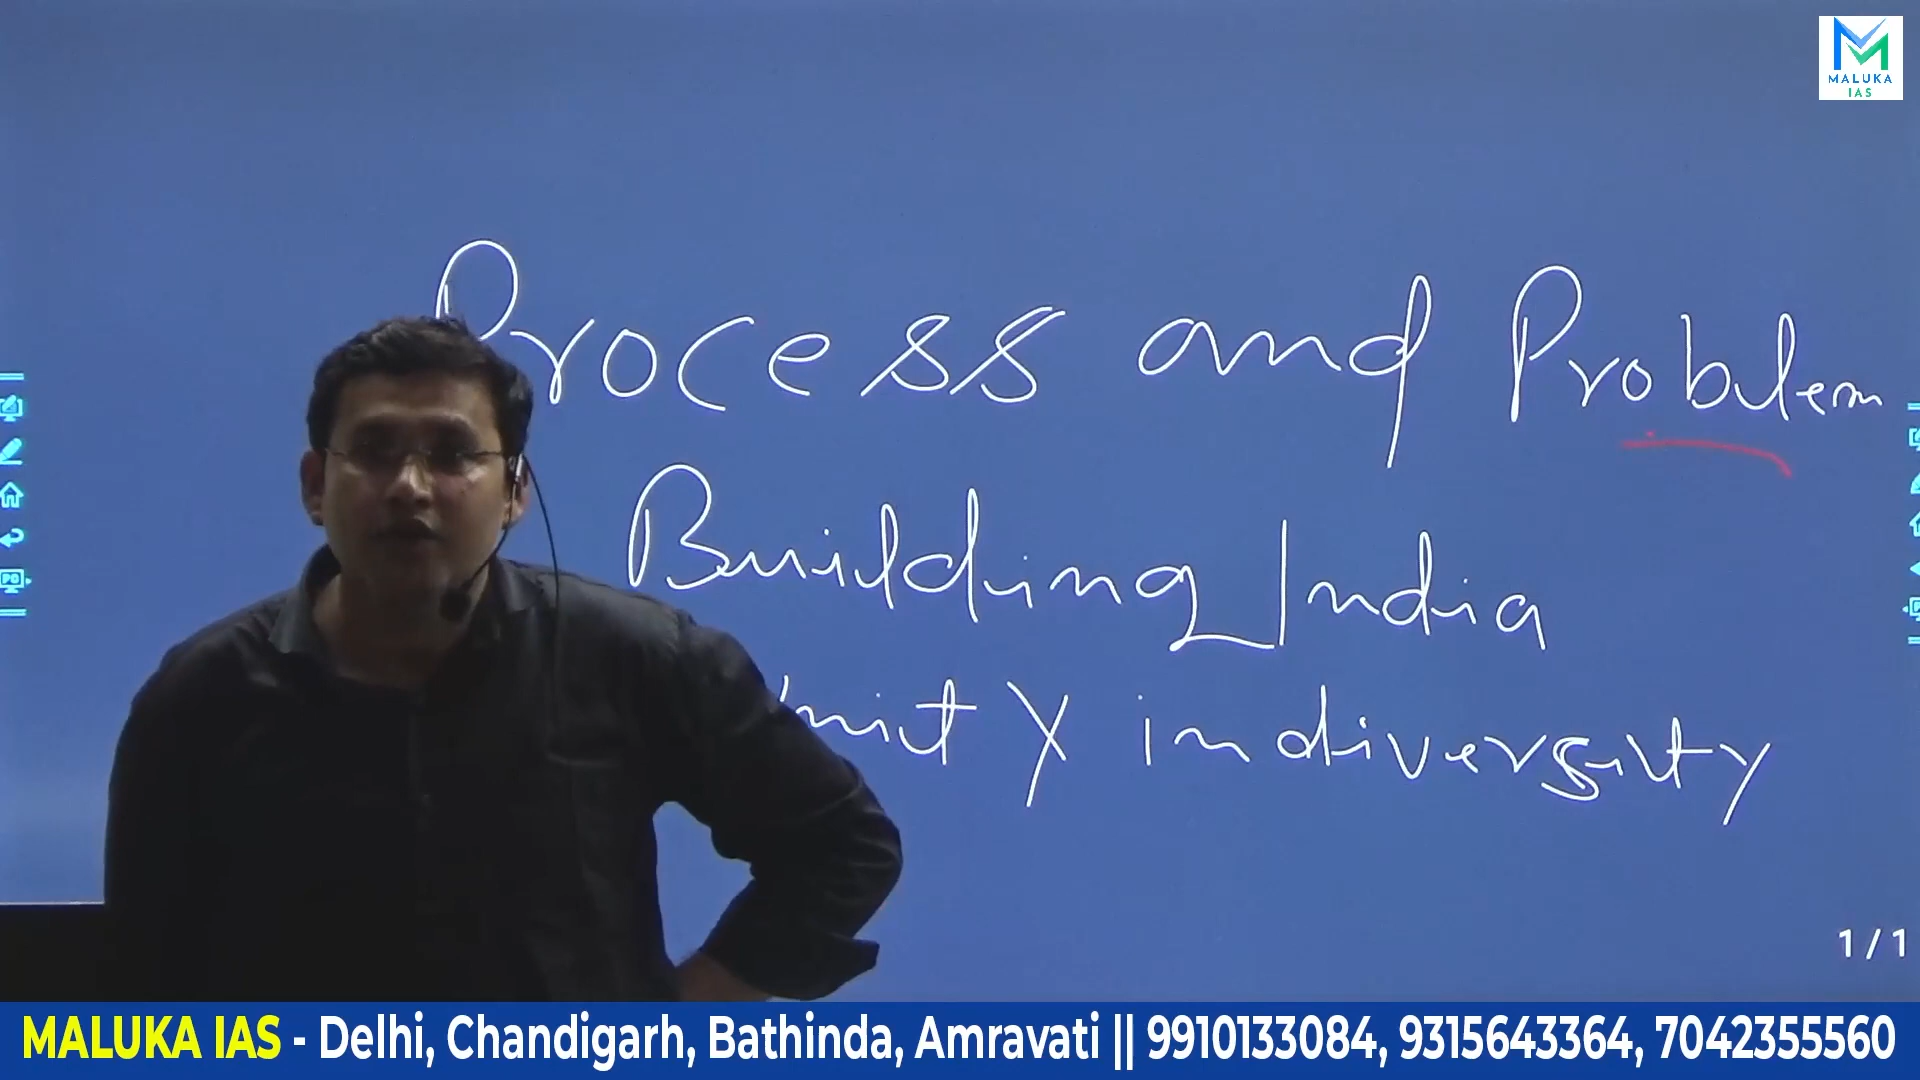 MALUKA
IAS
Process and Problem
Building India
in diversity
1/1
MALUKA IAS - Delhi, Chandigarh, Bathinda, Amravati || 9910133084, 9315643364, 7042355560